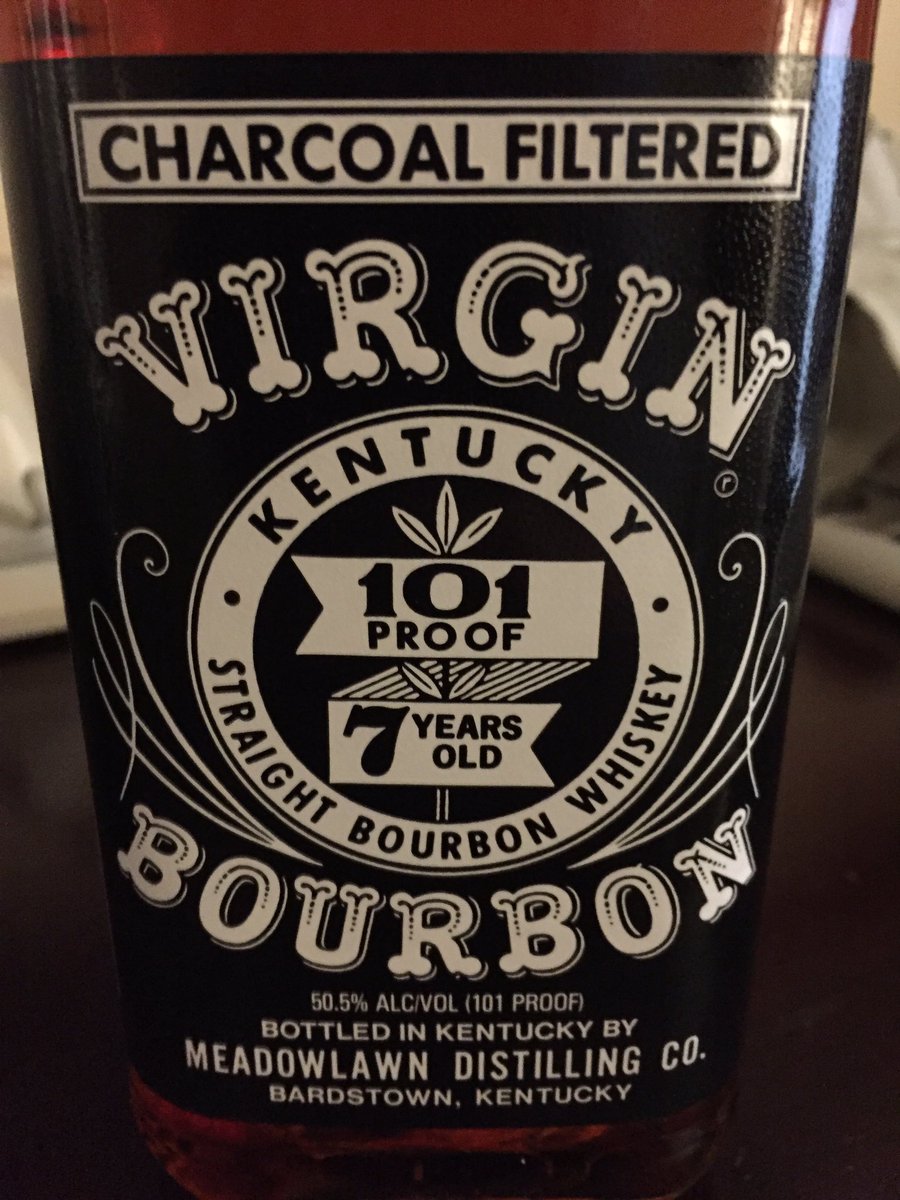 CHARCOAL FILTERED
VIRGIN
®
KENTUCKY
101
PROOF
7 YEARS
OLD
STRAIGHT BOURBON WHISKEY
BOURBON
50.5% ALC/VOL (101 PROOF)
BOTTLED IN KENTUCKY BY
MEADOWLAWN DISTILLING CO.
BARDSTOWN, KENTUCKY